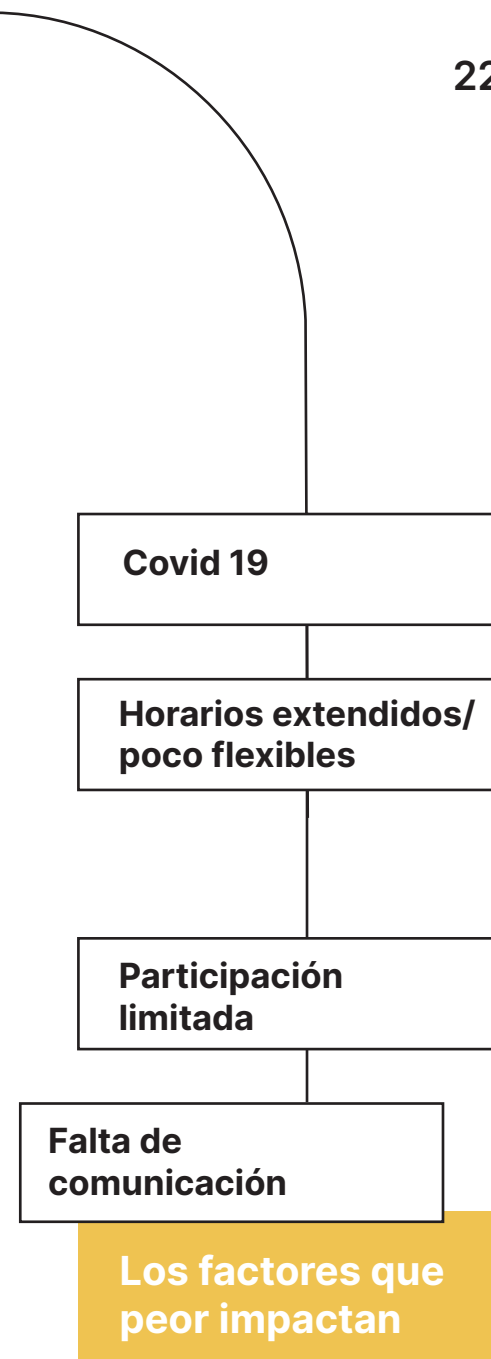 22
Covid 19
Horarios extendidos/
poco flexibles
Participación
limitada
Falta de
comunicación
Los factores que
peor impactan